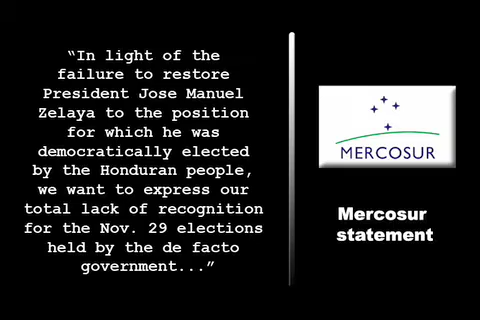 “In light of the
failure to restore
President Jose Manuel
Zelaya to the position
for which he was
democratically elected
by the Honduran people,
we want to express our
total lack of recognition
for the Nov. 29 elections
held by the de facto
government...”
MERCOSUR
Mercosur
statement